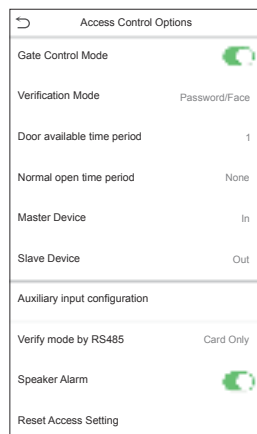 Access Control Options
Gate Control Mode
Verification Mode Password/Face
Door available time period 1
Normal open time period None
Master Device In
Slave Device Out
Auxiliary input configuration
Verify mode by RS485 Card Only
Speaker Alarm
Reset Access Setting